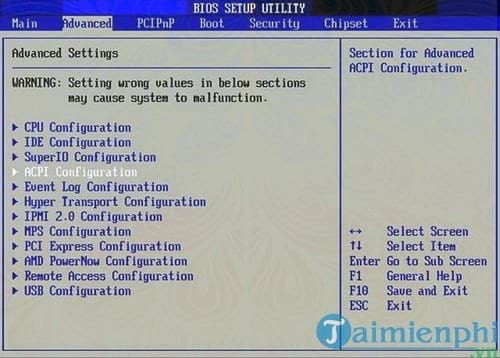 BIOS SETUP UTILITY
Main Advanced PCIPnP Boot Security Chipset Exit
Advanced Settings
WARNING: Setting wrong values in below sections
may cause system to malfunction.
CPU Configuration
IDE Configuration
SuperIO Configuration
ACPI Configuration
Event Log Configuration
Hyper Transport Configuration
IPMI 2.0 Configuration
MPS Configuration
PCI Express Configuration
AMD PowerNow Configuration
Remote Access Configuration
USB Configuration
Section for Advanced
ACPI Configuration.
↔ Select Screen
↑↓ Select Item
Enter Go to Sub Screen
F1 General Help
F10 Save and Exit
ESC Exit
Taimienphi
.vn